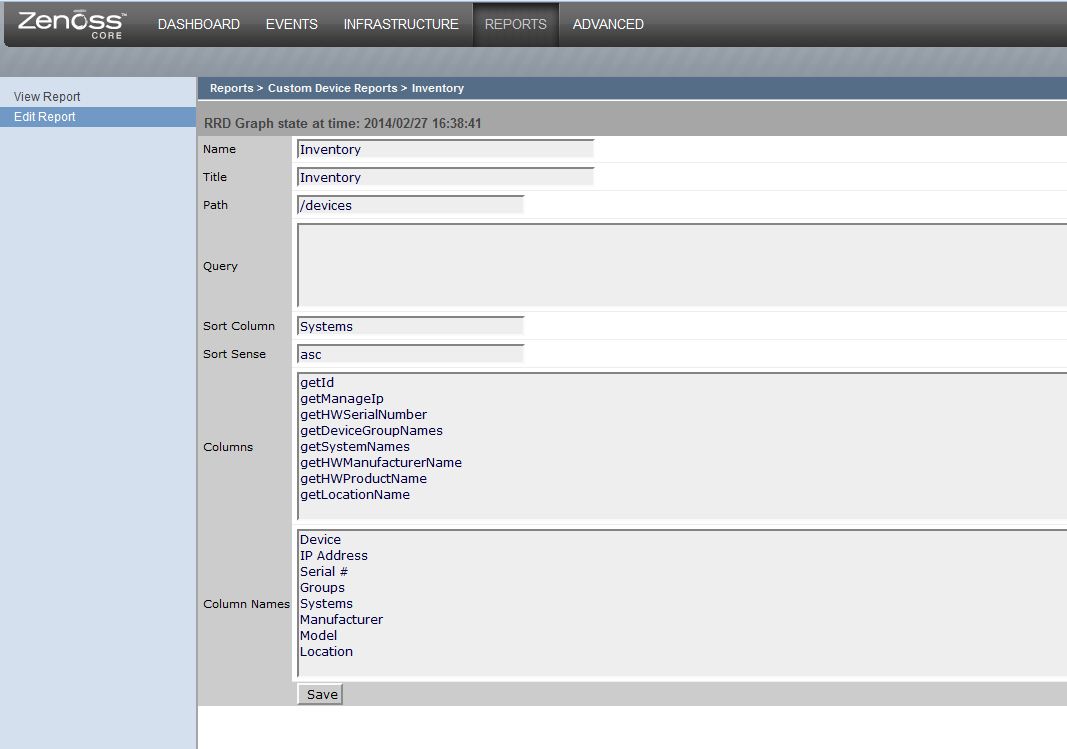 Zenoss™ CORE
DASHBOARD EVENTS INFRASTRUCTURE REPORTS ADVANCED
View Report
Edit Report
Reports > Custom Device Reports > Inventory
RRD Graph state at time: 2014/02/27 16:38:41
Name Inventory
Title Inventory
Path /devices
Query
Sort Column Systems
Sort Sense asc
Columns
getId
getManageIp
getHWSerialNumber
getDeviceGroupNames
getSystemNames
getHWManufacturerName
getHWProductName
getLocationName
Column Names
Device
IP Address
Serial #
Groups
Systems
Manufacturer
Model
Location
Save